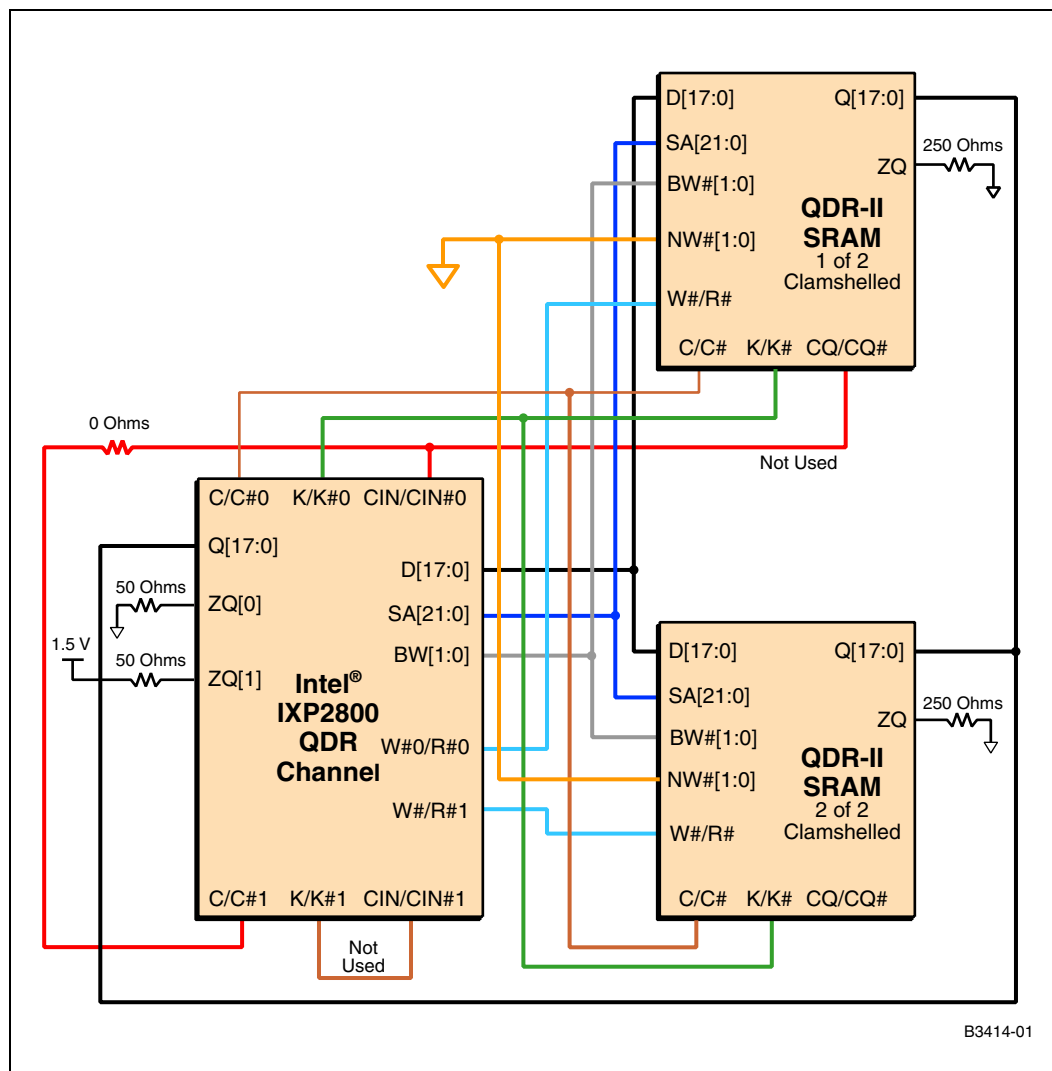 D[17:0]
Q[17:0]
SA[21:0]
250 Ohms
ZQ
BW#[1:0]
QDR-II
SRAM
1 of 2
Clamshelled
NW#[1:0]
W#/R#
C/C#
K/K#
CQ/CQ#
0 Ohms
Not Used
C/C#0
K/K#0
CIN/CIN#0
Q[17:0]
D[17:0]
50 Ohms
ZQ[0]
SA[21:0]
1.5 V
50 Ohms
ZQ[1]
BW[1:0]
Intel®
IXP2800
QDR
Channel
W#0/R#0
W#/R#1
C/C#1
K/K#1
CIN/CIN#1
Not
Used
D[17:0]
Q[17:0]
SA[21:0]
250 Ohms
ZQ
BW#[1:0]
QDR-II
SRAM
2 of 2
Clamshelled
NW#[1:0]
W#/R#
C/C#
K/K#
CQ/CQ#
B3414-01